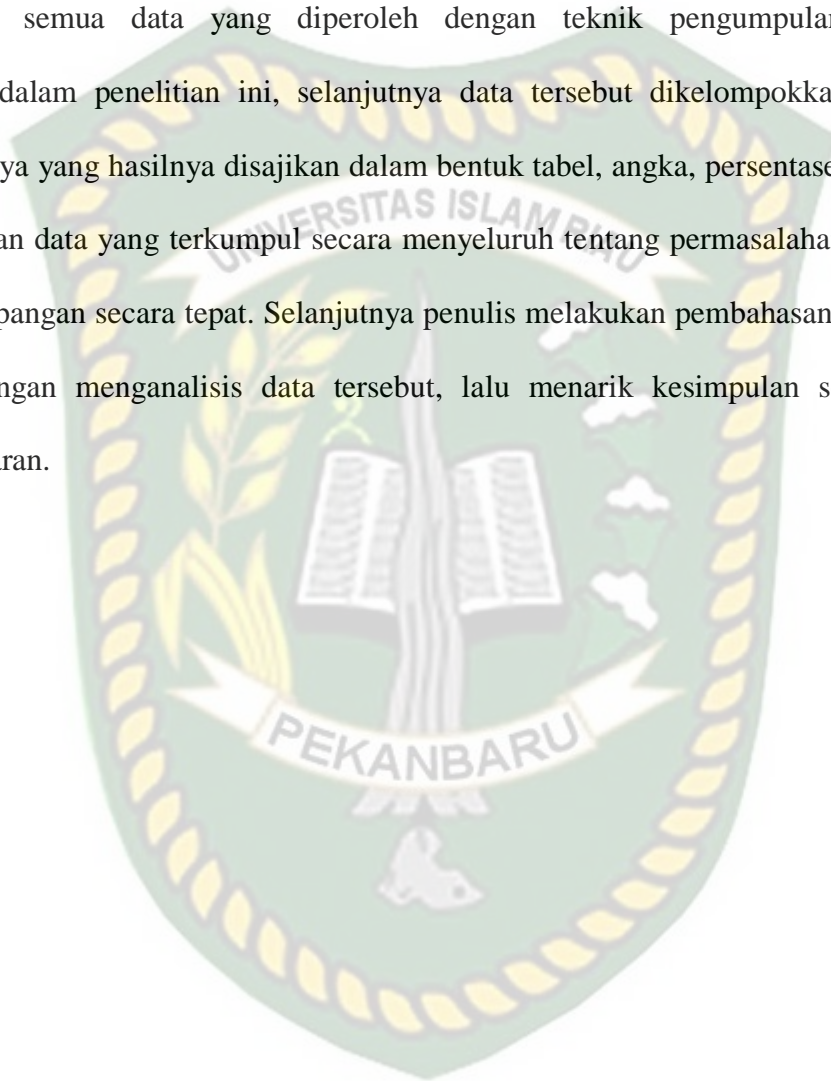 semua data yang diperoleh dengan teknik pengumpulan
dalam penelitian ini, selanjutnya data tersebut dikelompokka
ya yang hasilnya disajikan dalam bentuk tabel, angka, persentase
an data yang terkumpul secara menyeluruh tentang permasalaha
pangan secara tepat. Selanjutnya penulis melakukan pembahasan
ngan menganalisis data tersebut, lalu menarik kesimpulan s
aran.
UNIVERSITAS ISLAM RIAU
PEKANBARU